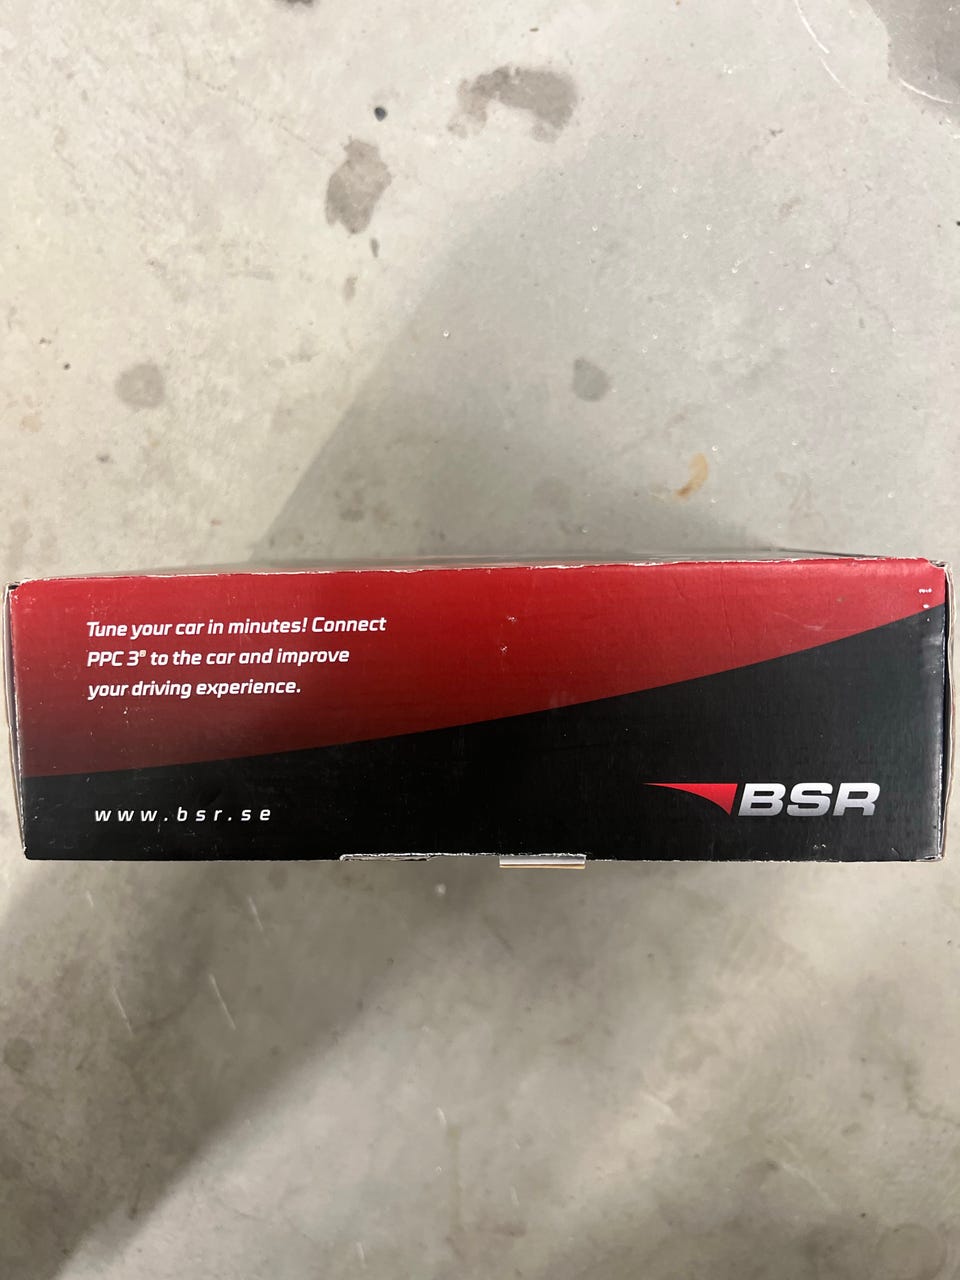 Tune your car in minutes! Connect
PPC 3® to the car and improve
your driving experience.
www.bsr.se
BSR